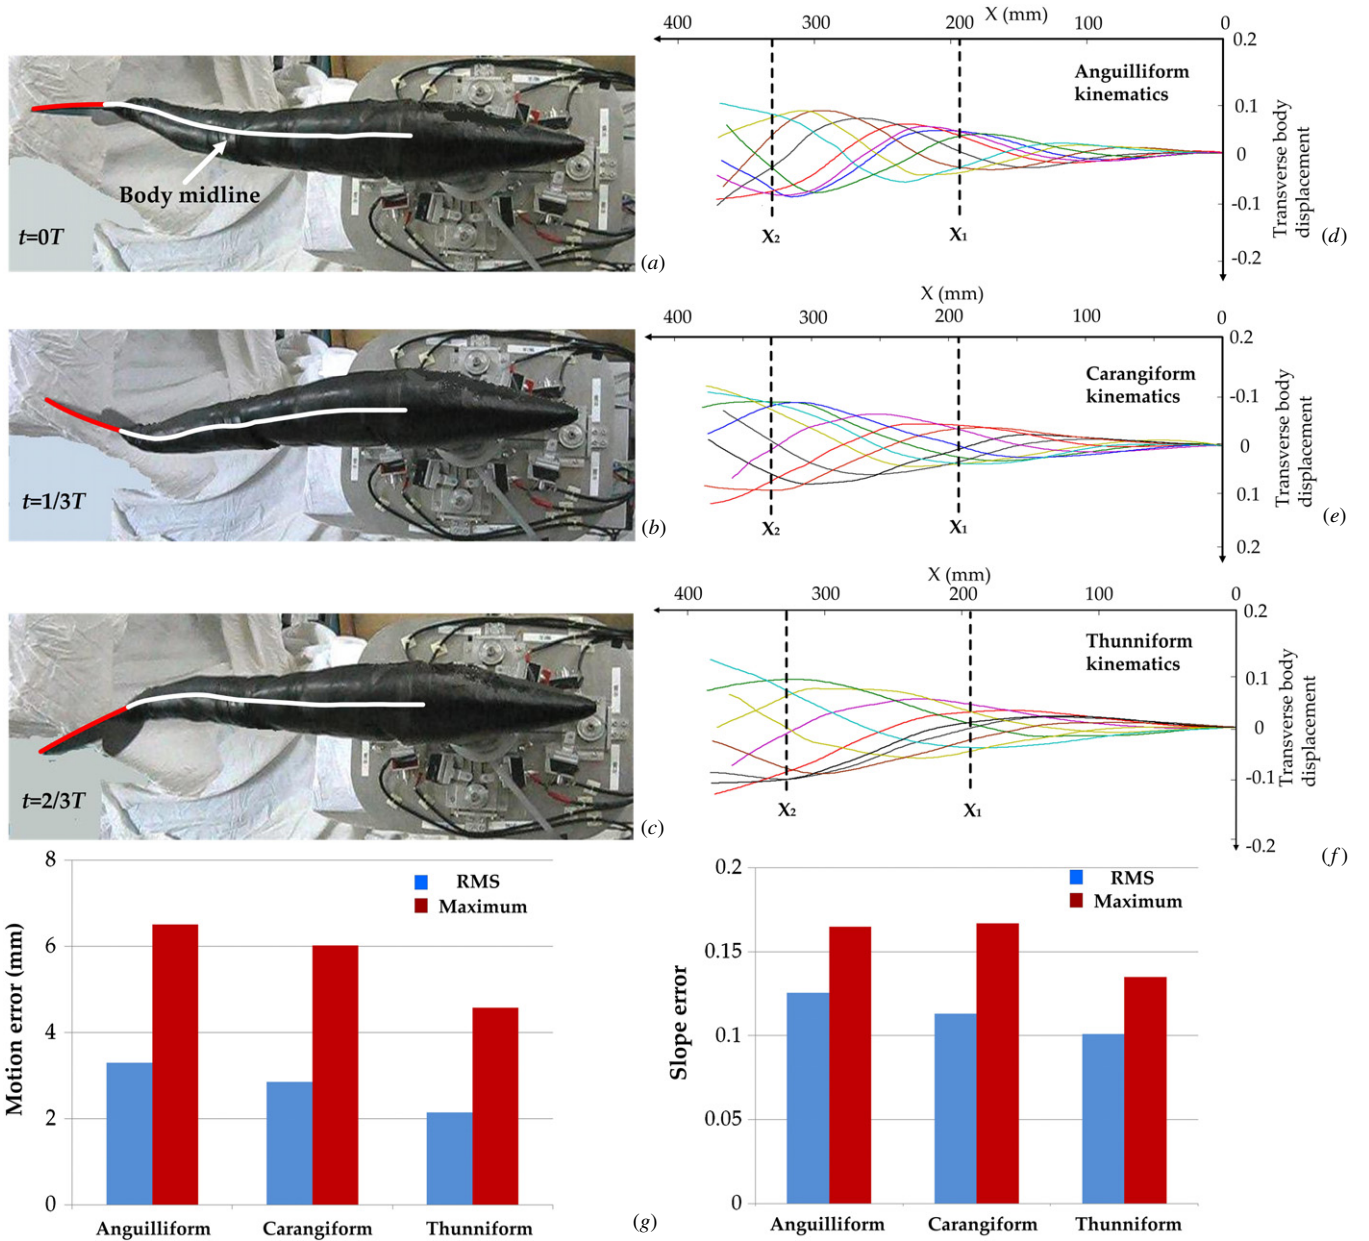 Body midline
t=0T
(a)
X (mm)
400
300
200
100
0
0.2
Anguilliform
kinematics
0.1
0
-0.1
-0.2
Transverse body
displacement
X2
X1
(d)
t=1/3T
(b)
X (mm)
400
300
200
100
0
0.2
Carangiform
kinematics
-0.1
0
0.1
0.2
Transverse body
displacement
X2
X1
(e)
t=2/3T
(c)
X (mm)
400
300
200
100
0
0.2
Thunniform
kinematics
0.1
0
-0.1
-0.2
Transverse body
displacement
X2
X1
(f)
Motion error (mm)
8
6
4
2
0
RMS
Maximum
Anguilliform
Carangiform
Thunniform
(g)
Slope error
0.2
0.15
0.1
0.05
0
RMS
Maximum
Anguilliform
Carangiform
Thunniform